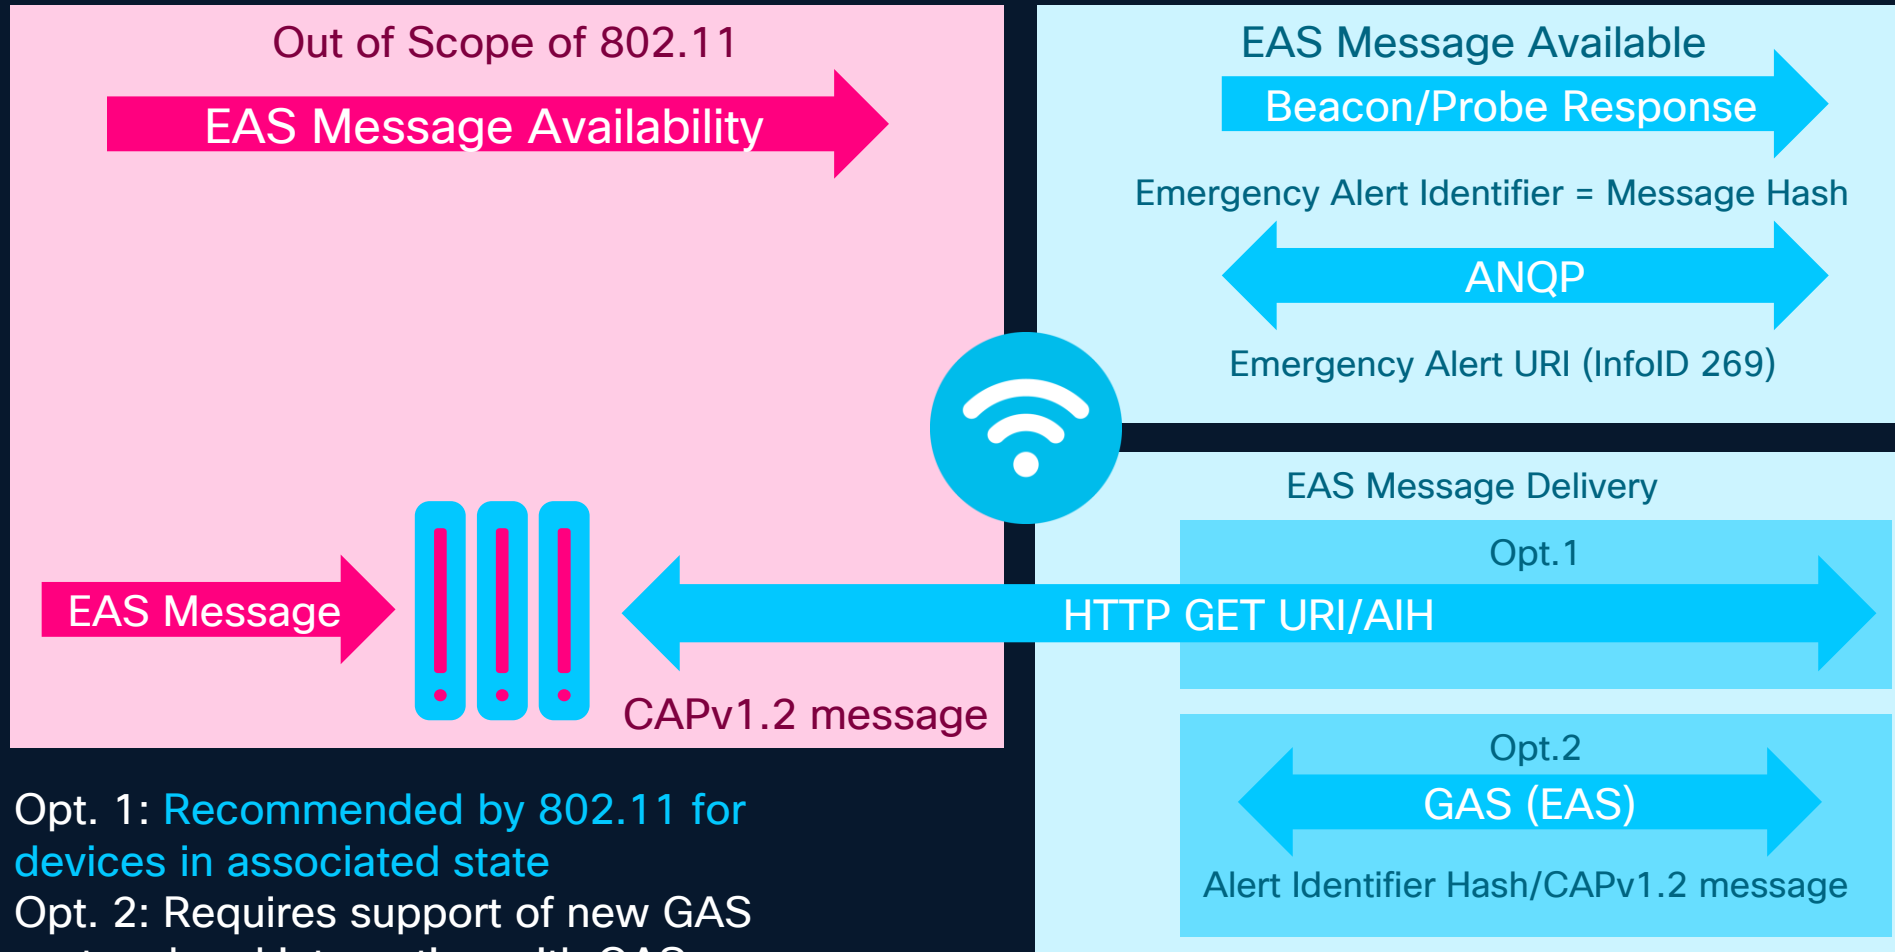 Out of Scope of 802.11
EAS Message Availability
EAS Message
CAPv1.2 message
EAS Message Available
Beacon/Probe Response
Emergency Alert Identifier = Message Hash
ANQP
Emergency Alert URI (InfoID 269)
EAS Message Delivery
Opt.1
HTTP GET URI/AIH
Opt.2
GAS (EAS)
Alert Identifier Hash/CAPv1.2 message
Opt. 1: Recommended by 802.11 for
devices in associated state
Opt. 2: Requires support of new GAS